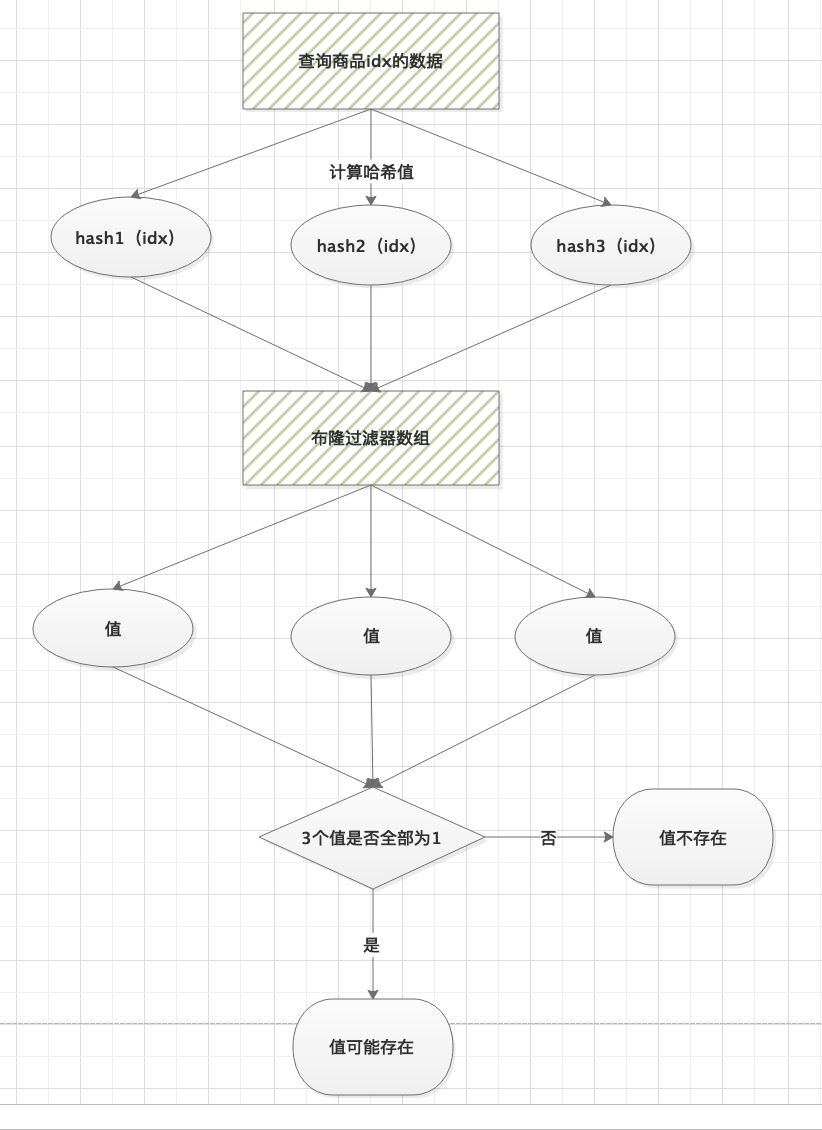 查询商品idx的数据
计算哈希值
hash1（idx）
hash2（idx）
hash3（idx）
布隆过滤器数组
值
值
值
3个值是否全部为1
否
值不存在
是
值可能存在